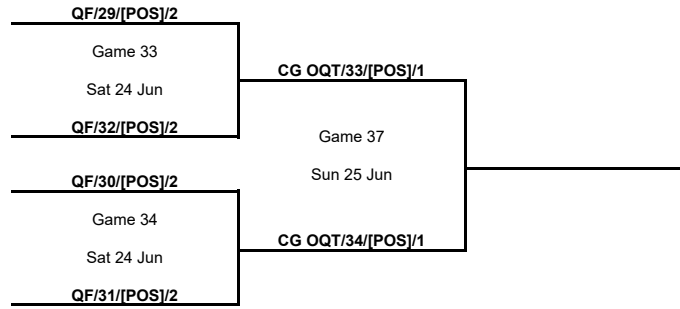 QF/29/[POS]/2
Game 33
Sat 24 Jun
QF/32/[POS]/2
CG OQT/33/[POS]/1
Game 37
Sun 25 Jun
CG OQT/34/[POS]/1
QF/30/[POS]/2
Game 34
Sat 24 Jun
QF/31/[POS]/2